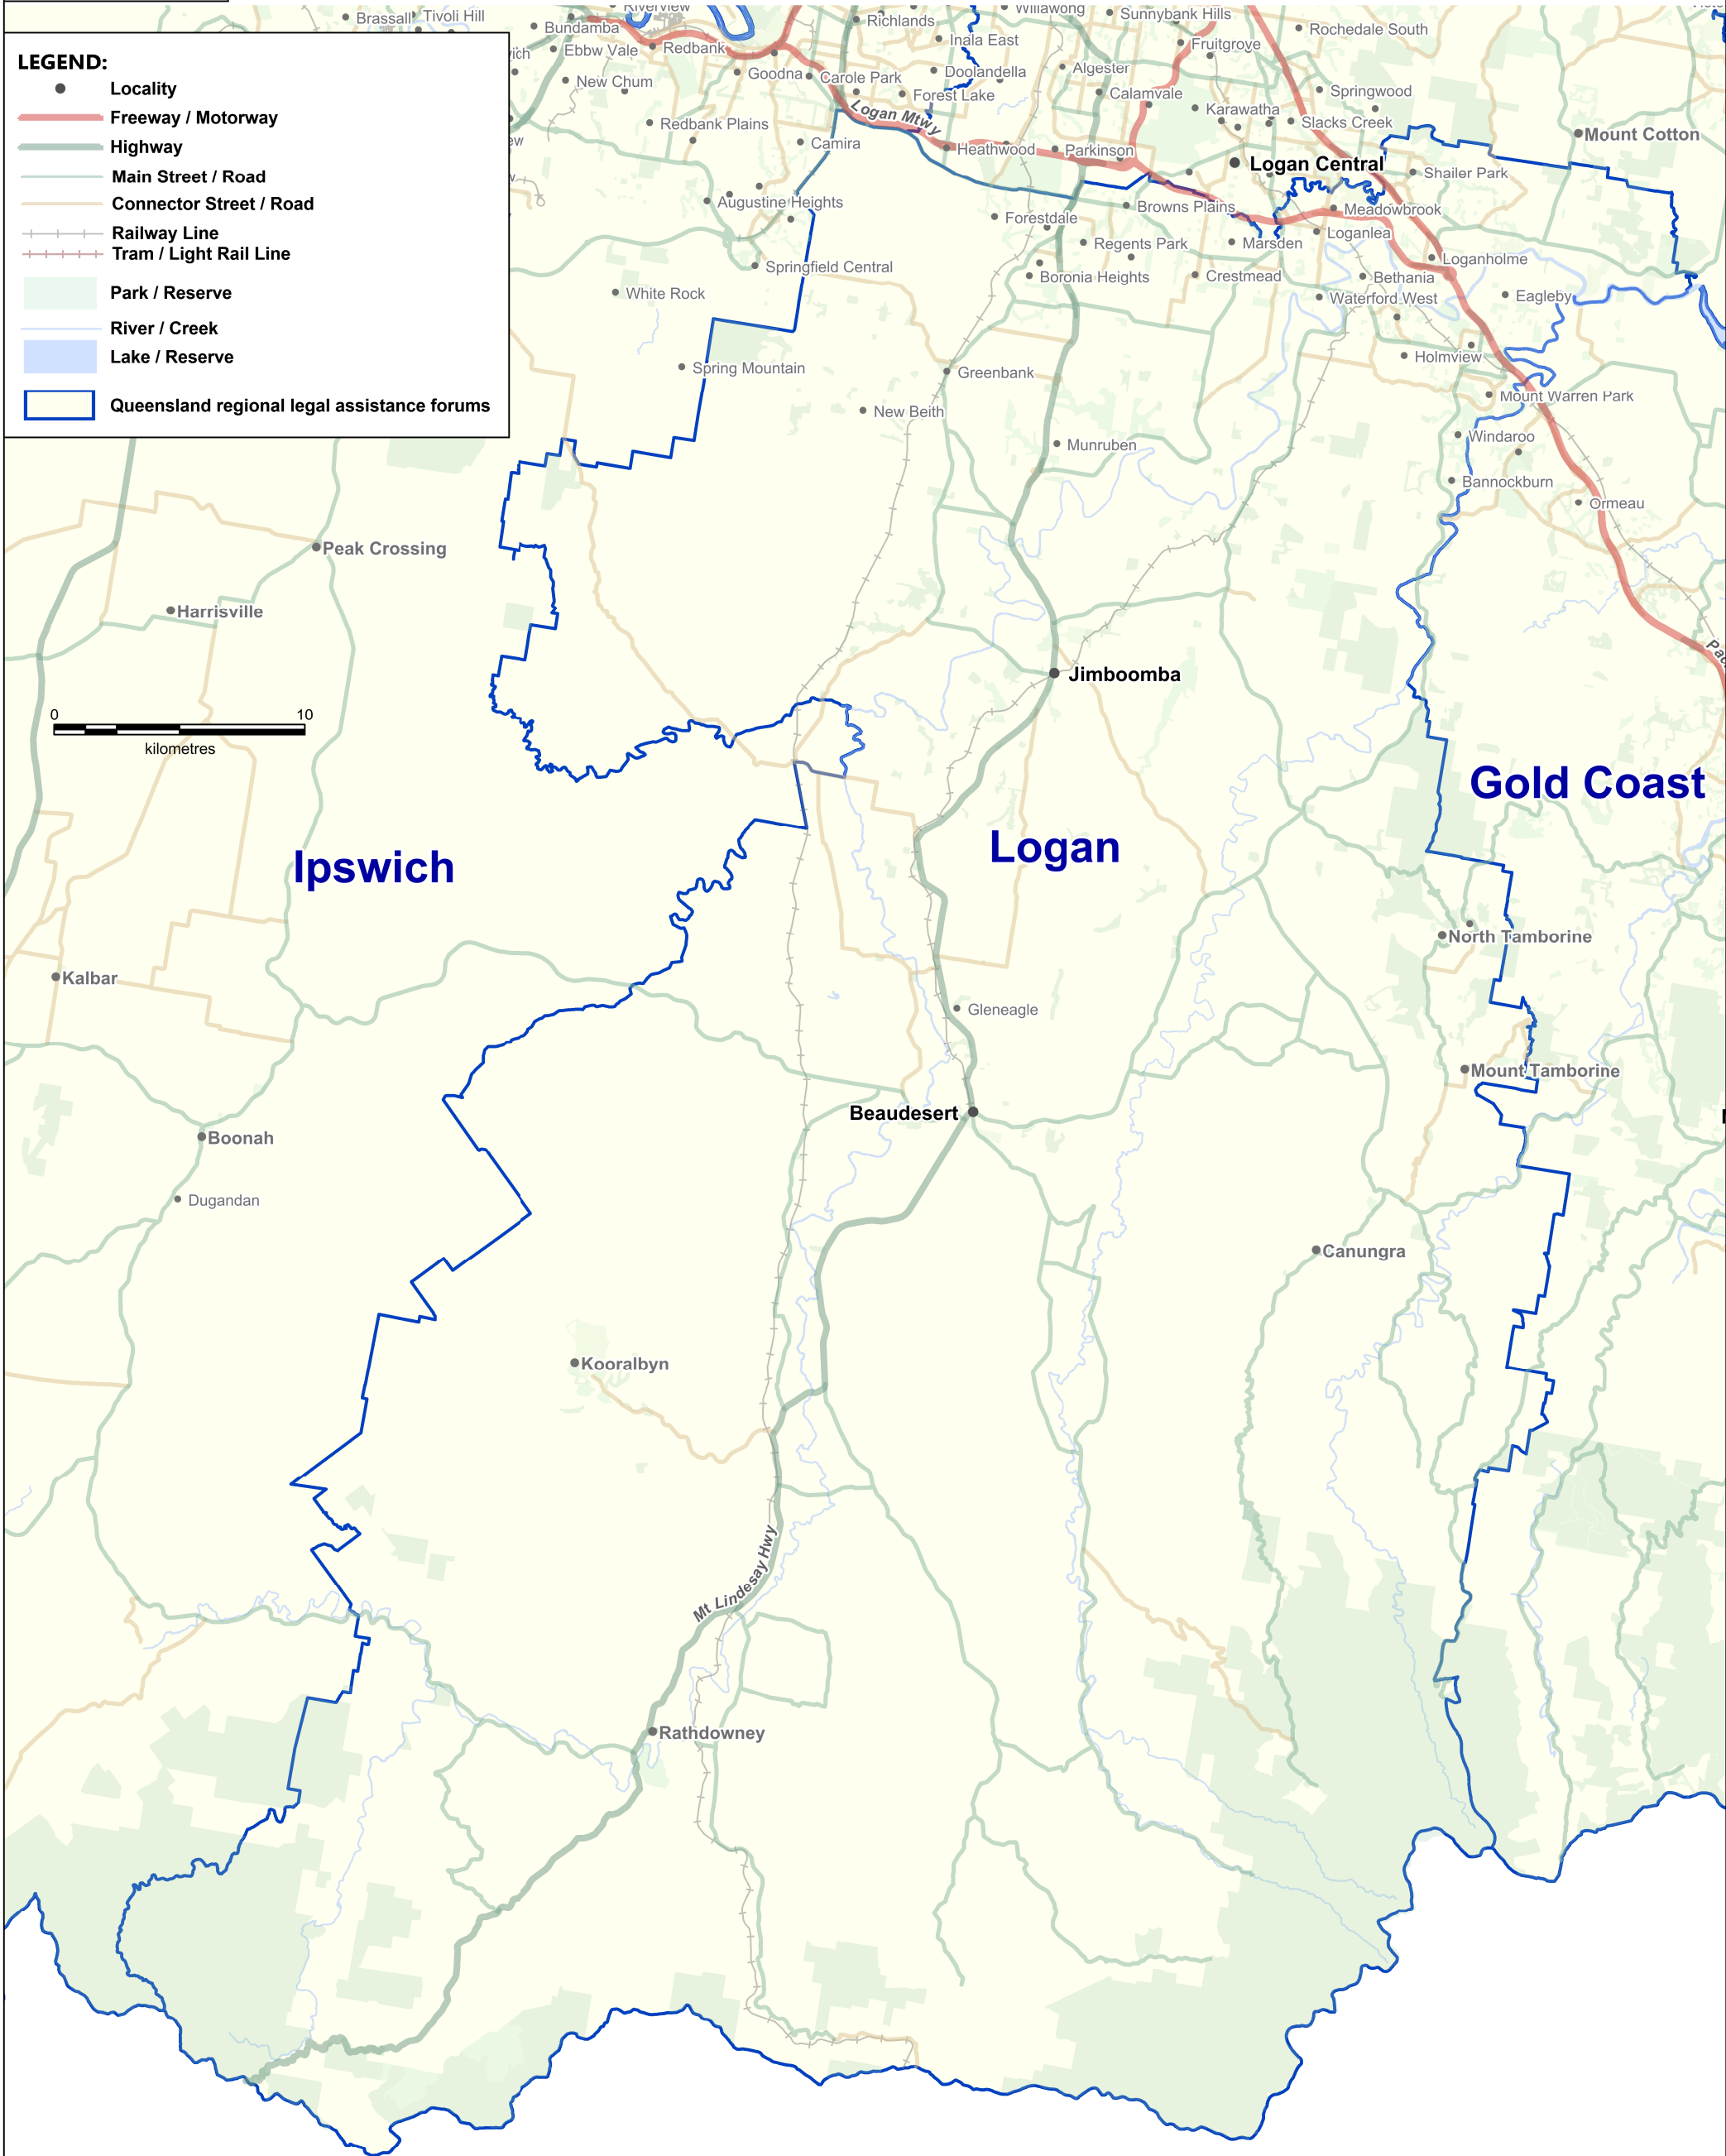 Brassall
Tivoli Hill
Riverview
Bundamba
Ebbw Vale
Redbank
New Chum
Goodna
Carole Park
Richlands
Inala East
Doolandella
Forest Lake
Willawong
Algester
Sunnybank Hills
Fruitgrove
Calamvale
Karawatha
Rochedale South
Springwood
Slacks Creek
Mount Cotton
LEGEND:
Locality
Freeway / Motorway
Highway
Main Street / Road
Connector Street / Road
Railway Line
Tram / Light Rail Line
Park / Reserve
River / Creek
Lake / Reserve
Queensland regional legal assistance forums
Redbank Plains
Logan Mtwy
Camira
Heathwood
Parkinson
Logan Central
Shailer Park
Augustine Heights
Forestdale
Browns Plains
Meadowbrook
Regents Park
Marsden
Loganlea
Springfield Central
Boronia Heights
Crestmead
Bethania
Loganholme
White Rock
Waterford West
Eagleby
Spring Mountain
Greenbank
Holmview
New Beith
Mount Warren Park
Munruben
Windaroo
Bannockburn
Ormeau
Peak Crossing
Harrisville
Jimboomba
0 10
kilometres
Gold Coast
Logan
Ipswich
North Tamborine
Kalbar
Gleneagle
Mount Tamborine
Beaudesert
Boonah
Dugandan
Canungra
Kooralbyn
Mt Lindesay Hwy
Rathdowney